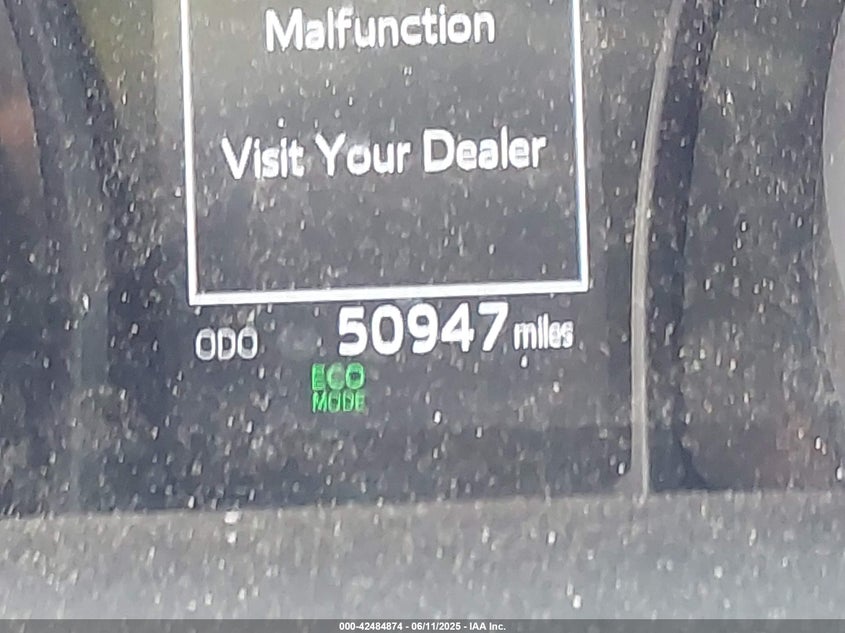 Malfunction
Visit Your Dealer
ODO 50947 miles
ECO
MODE
000-42484874 - 06/11/2025 - IAA Inc.